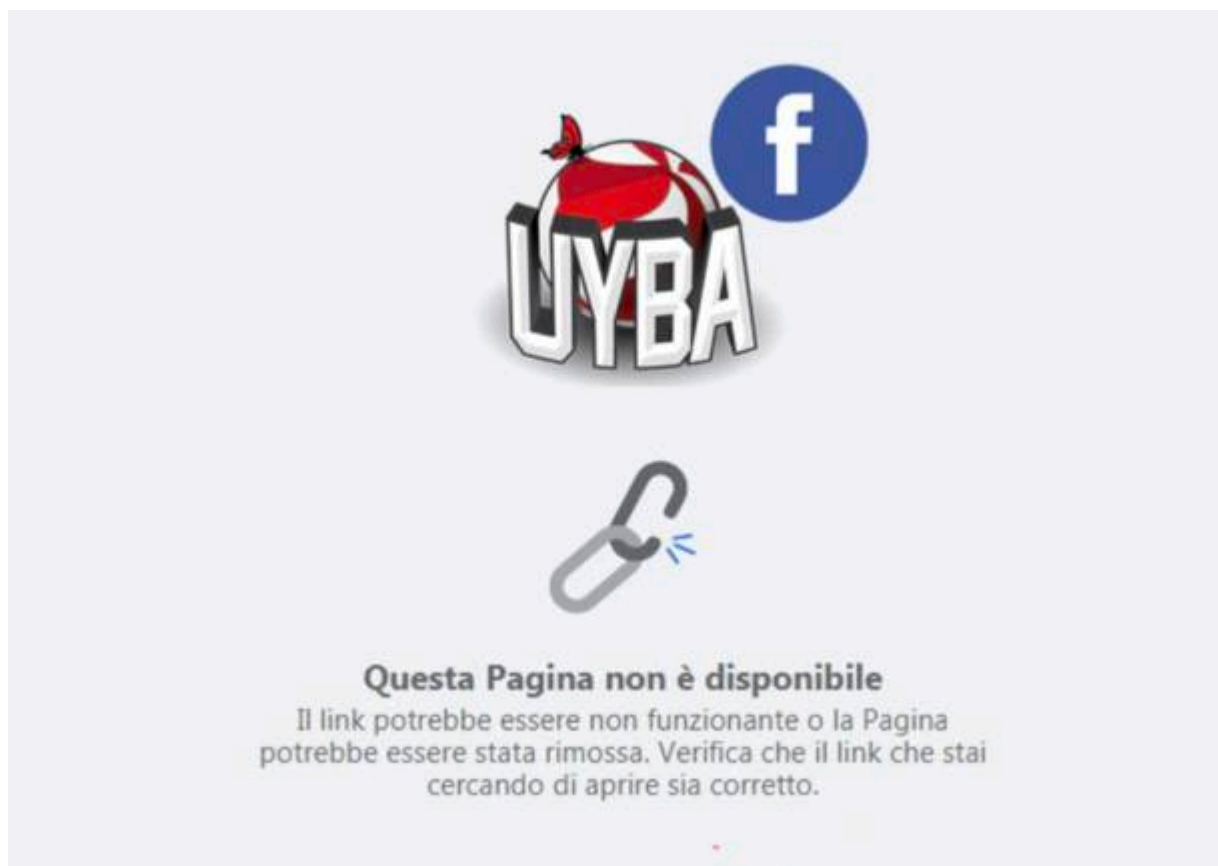 f
UYBA
Questa Pagina non è disponibile
Il link potrebbe essere non funzionante o la Pagina
potrebbe essere stata rimossa. Verifica che il link che stai
cercando di aprire sia corretto.